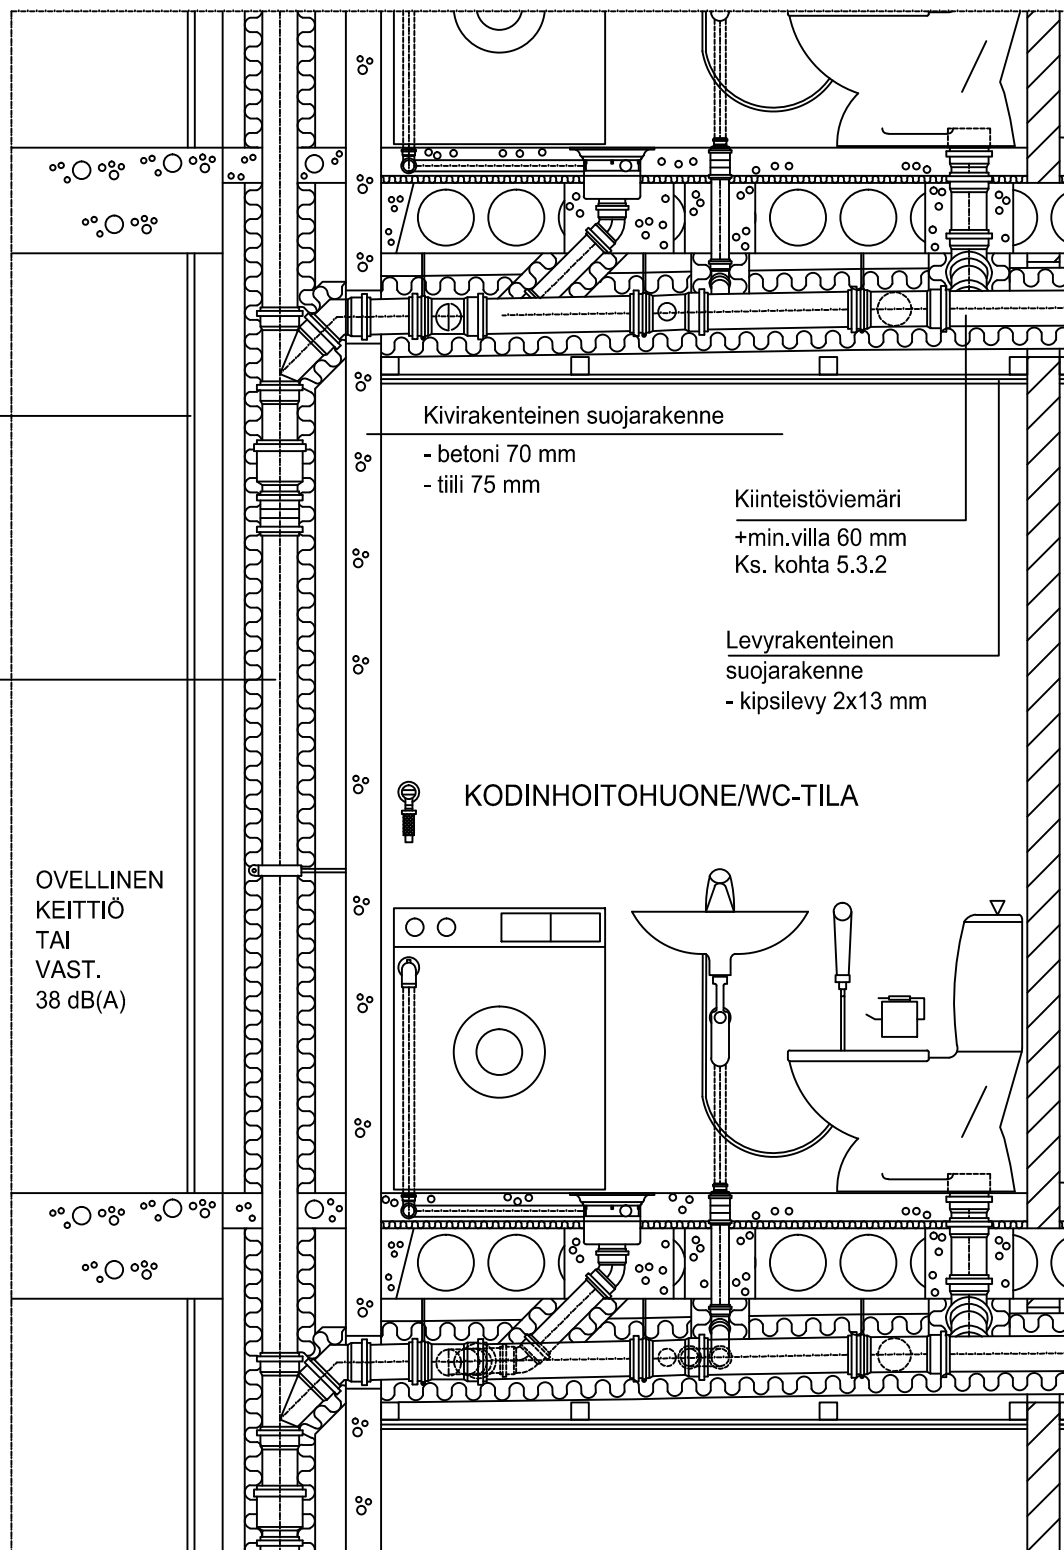 Kivirakenteinen suojarakenne
- betoni 70 mm
- tiili 75 mm
Kiinteistöviemäri
+min.villa 60 mm
Ks. kohta 5.3.2
Levyrakenteinen
suojarakenne
- kipsilevy 2x13 mm
KODINHOITOHUONE/WC-TILA
OVELLINEN
KEITTIÖ
TAI
VAST.
38 dB(A)